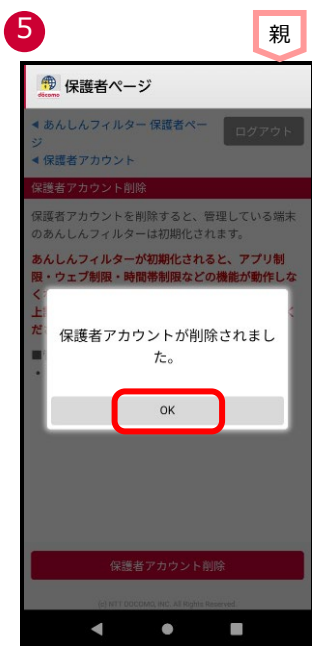 5
親
docomo
保護者ページ
あんしんフィルター 保護者ペー
ジ
ログアウト
保護者アカウント
保護者アカウント削除
保護者アカウントを削除すると、管理している端末
のあんしんフィルターは初期化されます。
あんしんフィルターが初期化されると、アプリ制
限・ウェブ制限・時間帯制限などの機能が動作しな
く
上
く
だ
保護者アカウントが削除されまし
た。
OK
保護者アカウント削除
(c) NTT DOCOMO, INC. All Rights Reserved.